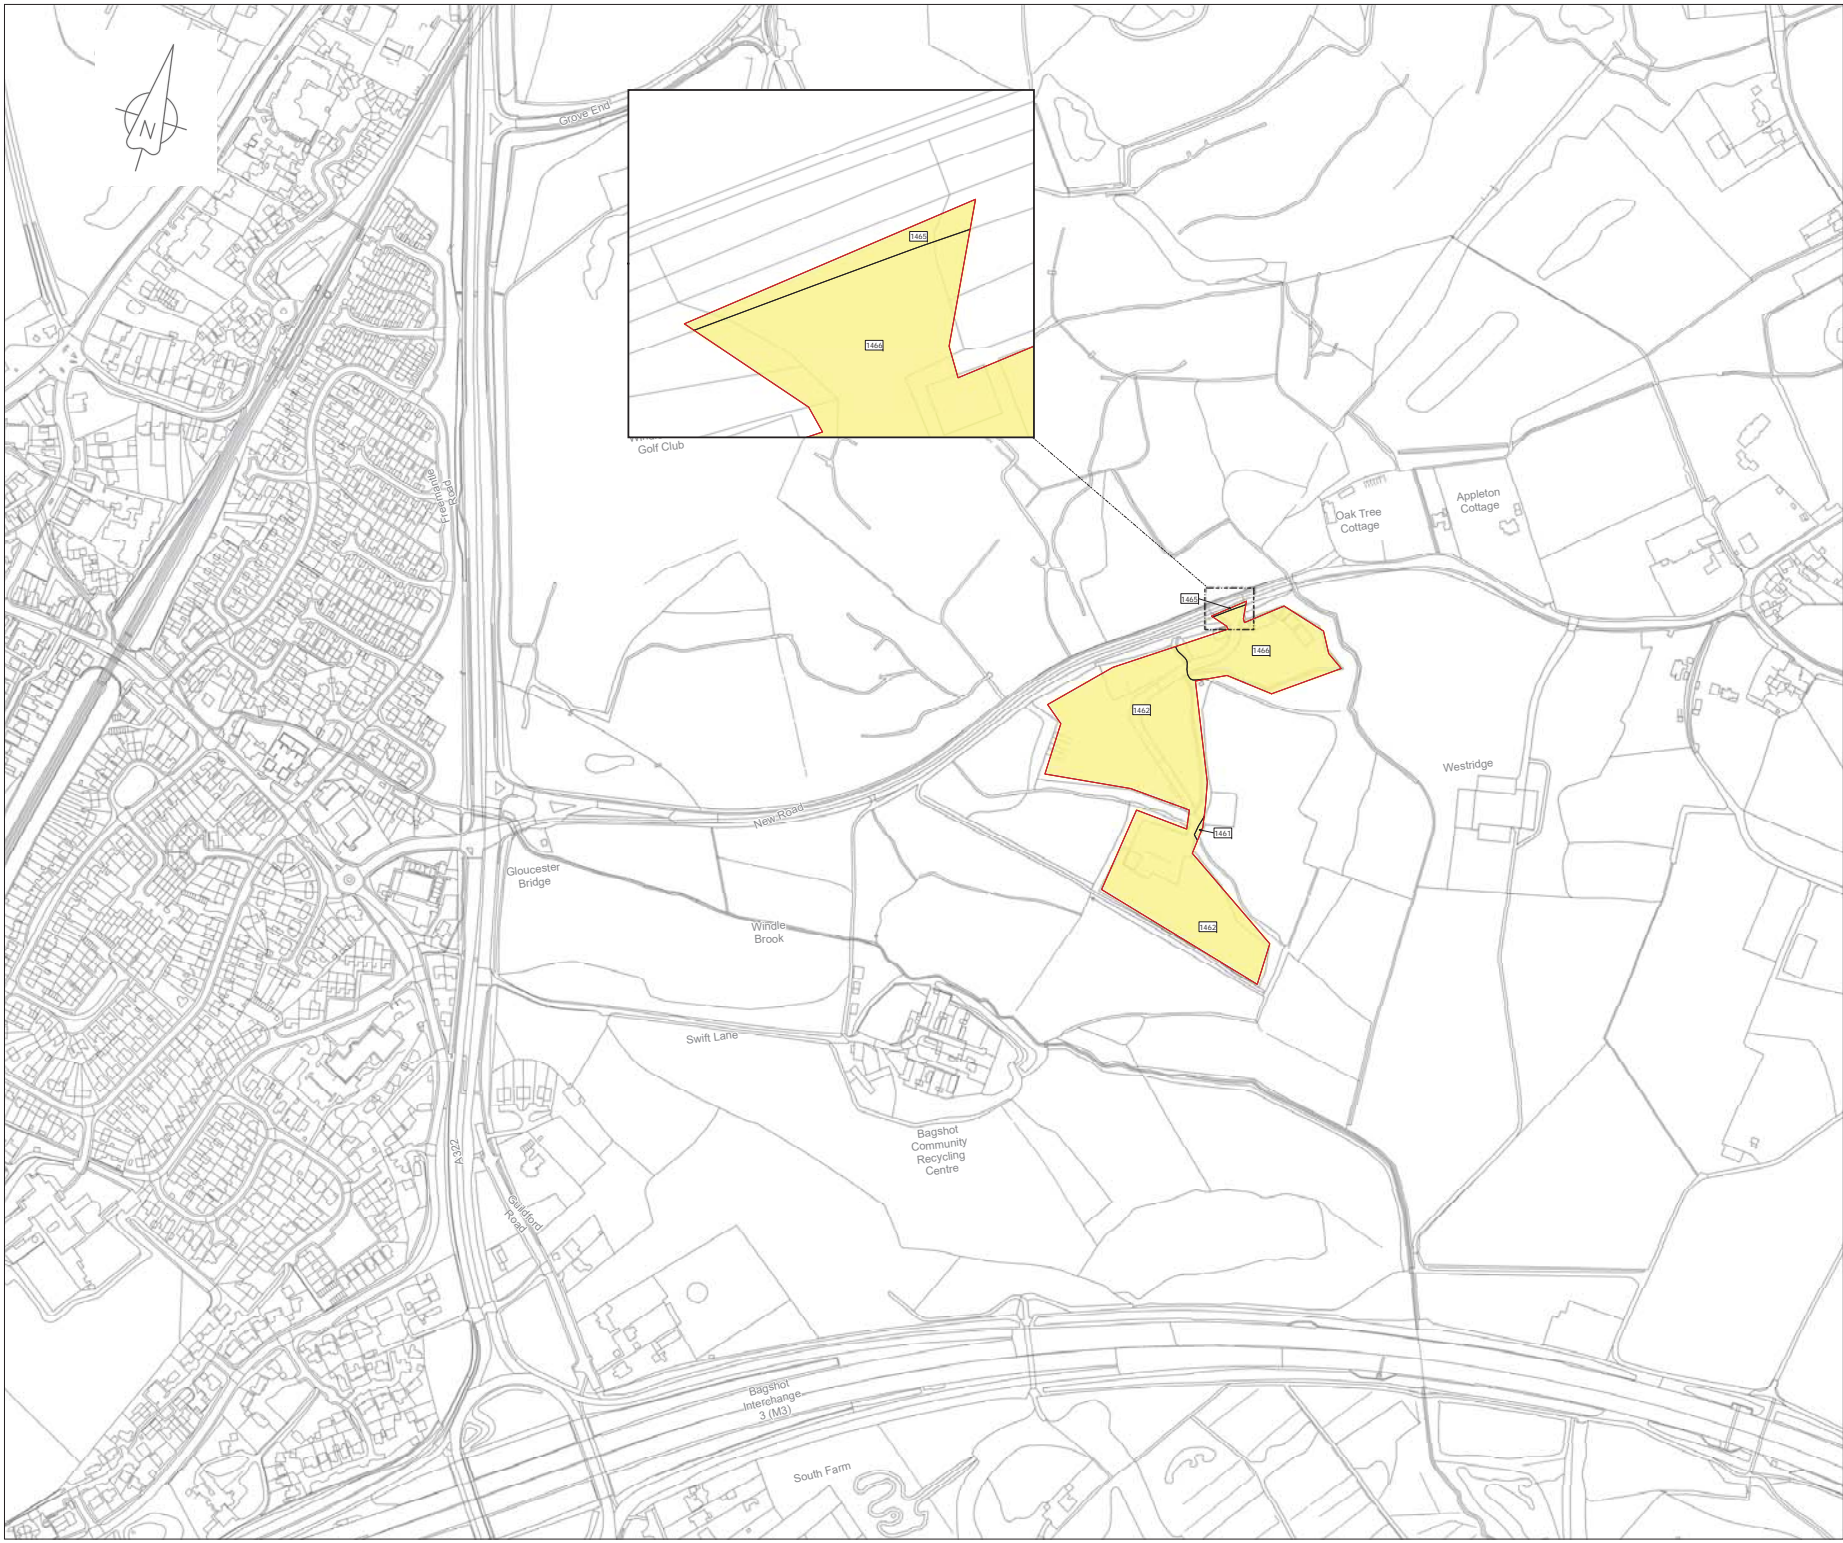 N
Grove End
1465
1466
Golf Club
Freemantle
Road
Appleton
Cottage
Oak Tree
Cottage
1465
1466
1462
Westridge
New Road
1461
Gloucester
Bridge
Windle
Brook
1462
Swift Lane
Bagshot
Community
Recycling
Centre
A322
Guildford
Road
Bagshot
Interchange
3 (M3)
South Farm